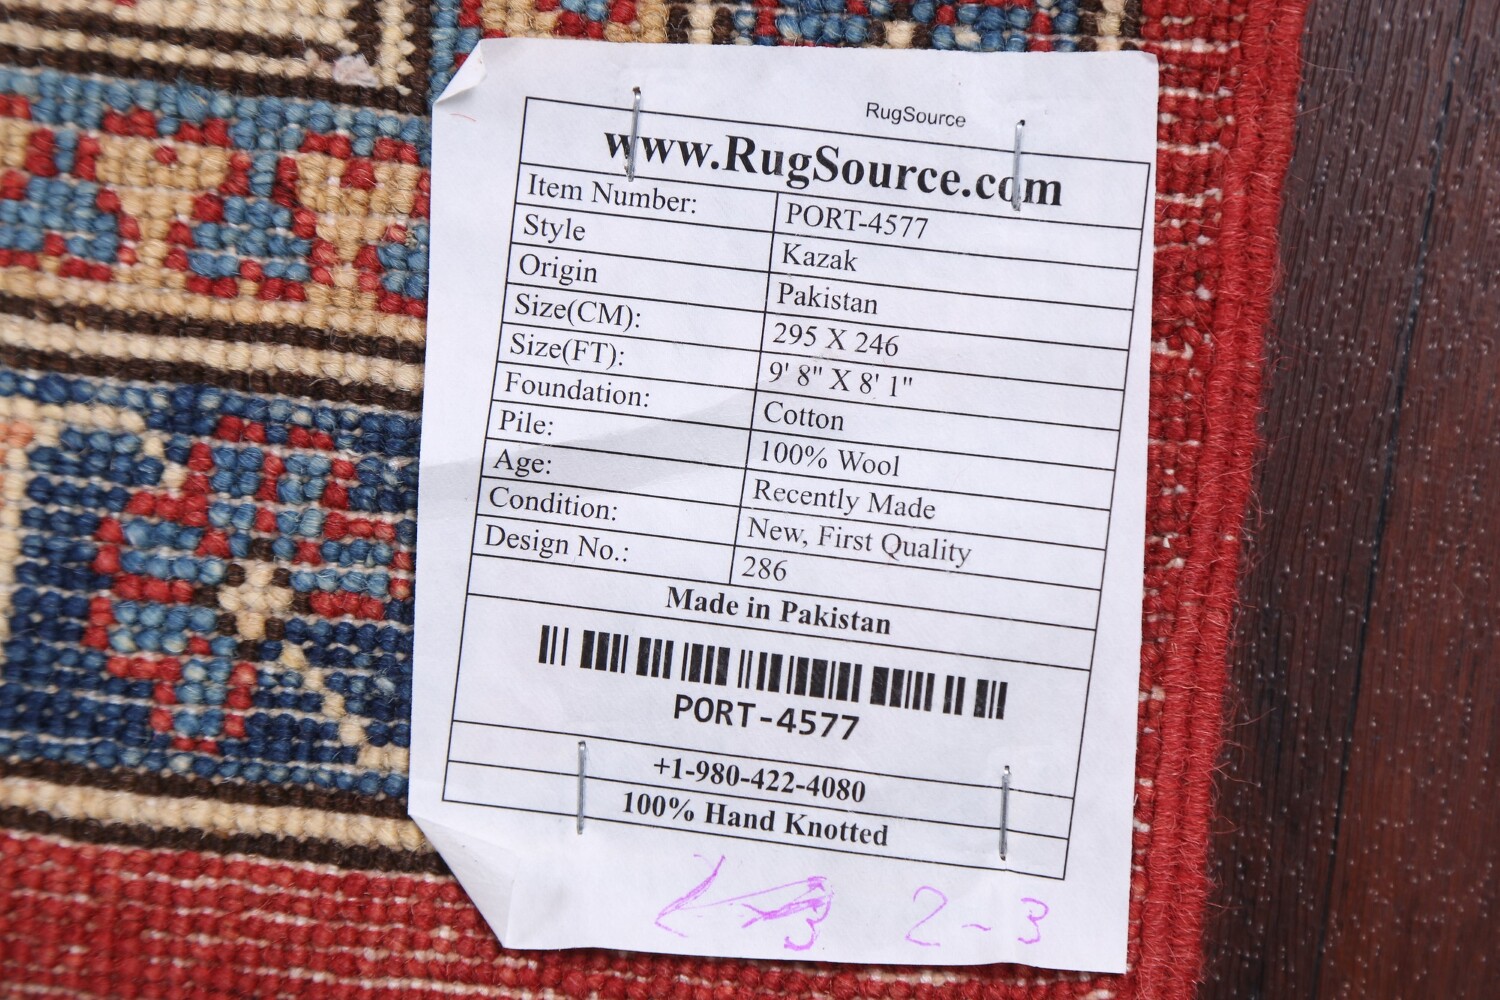 RugSource
www.RugSource.com
Item Number: PORT-4577
Style Kazak
Origin Pakistan
Size(CM): 295 X 246
Size(FT): 9' 8" X 8' 1"
Foundation: Cotton
Pile: 100% Wool
Age: Recently Made
Condition: New, First Quality
Design No.: 286
Made in Pakistan
PORT-4577
+1-980-422-4080
100% Hand Knotted
2-3